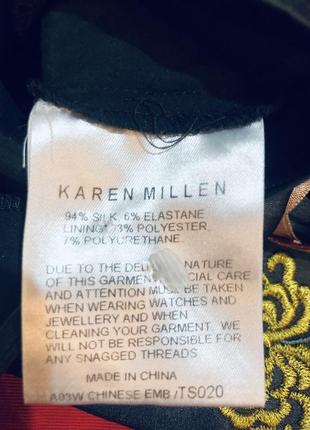 KAREN MILLEN
94% SILK, 6% ELASTANE
LINING* 93% POLYESTER,
7% POLYURETHANE.
DUE TO THE NATURE
OF THIS GARMENT CARE
AND ATTENTION MUST BE TAKEN
WHEN WEARING WATCHES AND
JEWELLERY AND WHEN
CLEANING AS WE WILL
NOT BE RESPONSIBLE FOR
ANY SNAGGED THREADS
MADE IN CHINA
A03W CHINESE EMB /TS020